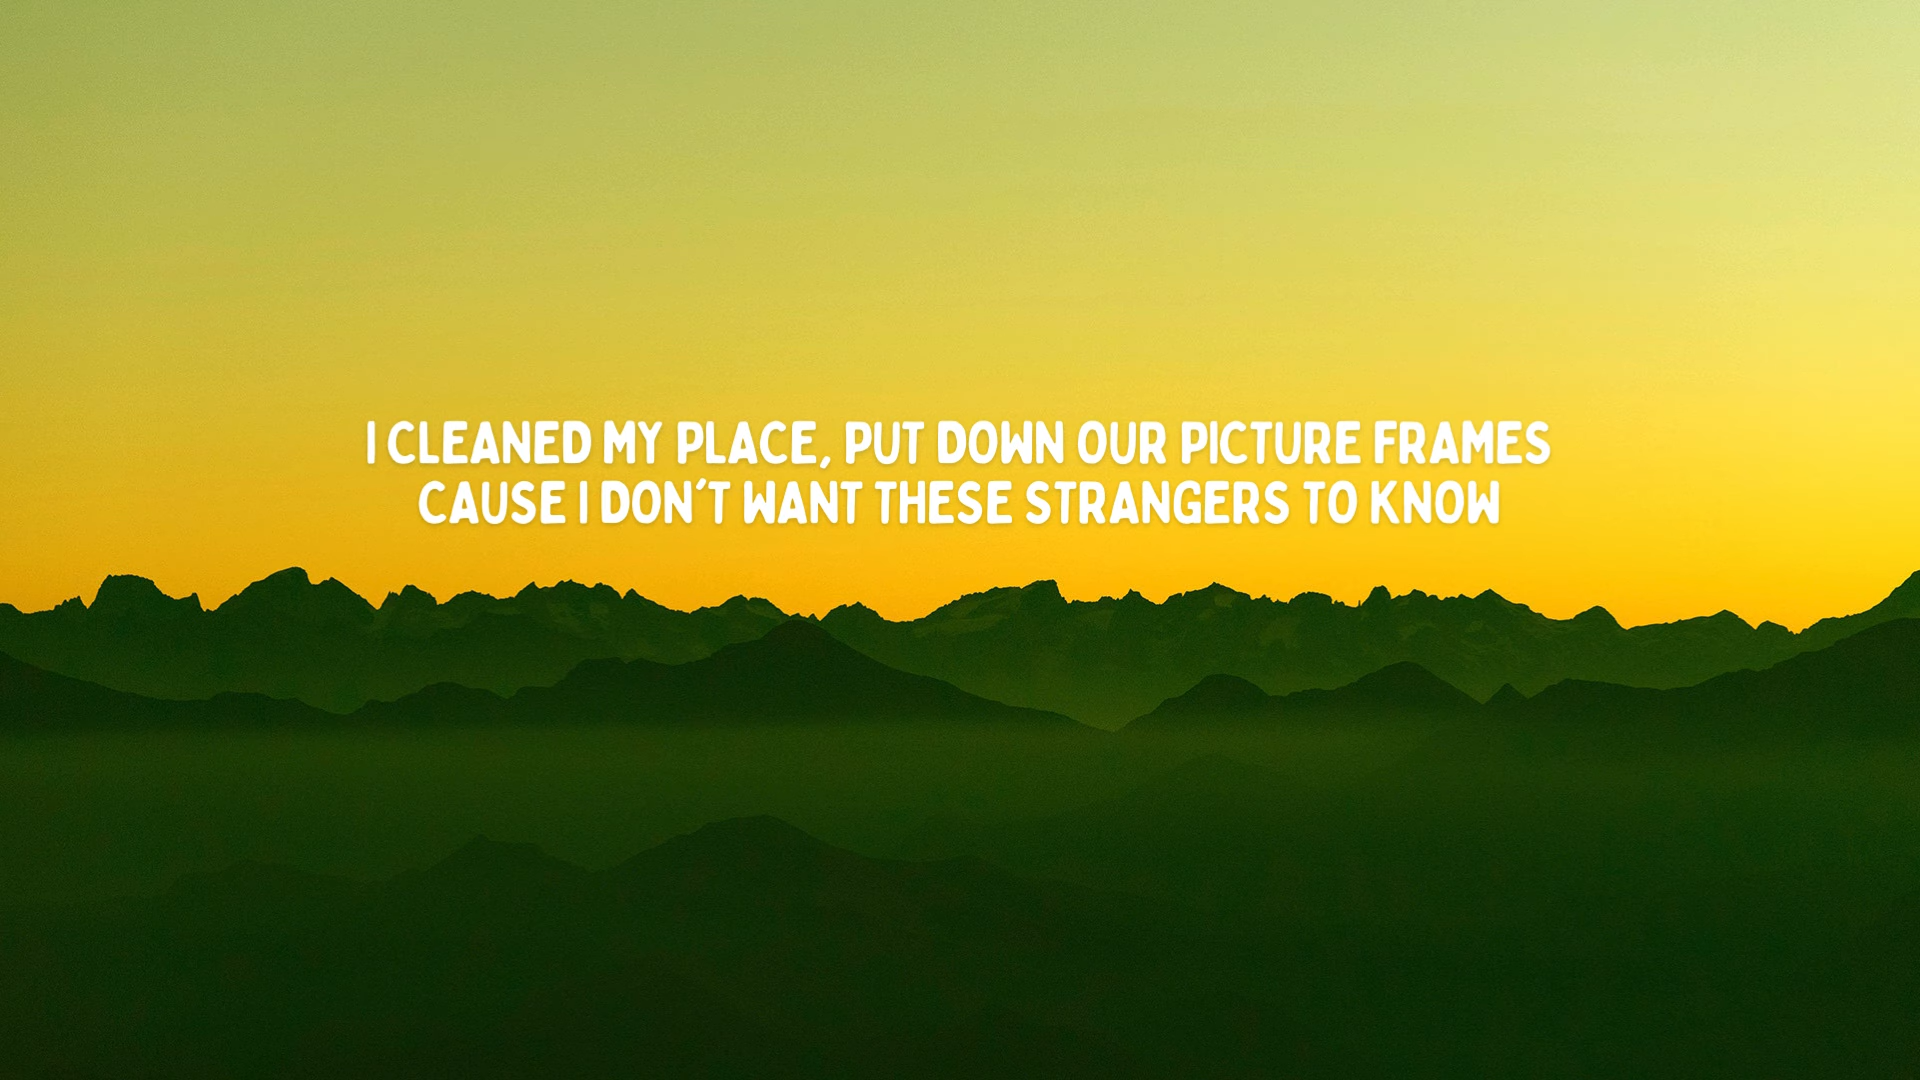 I CLEANED MY PLACE, PUT DOWN OUR PICTURE FRAMES
CAUSE I DON'T WANT THESE STRANGERS TO KNOW